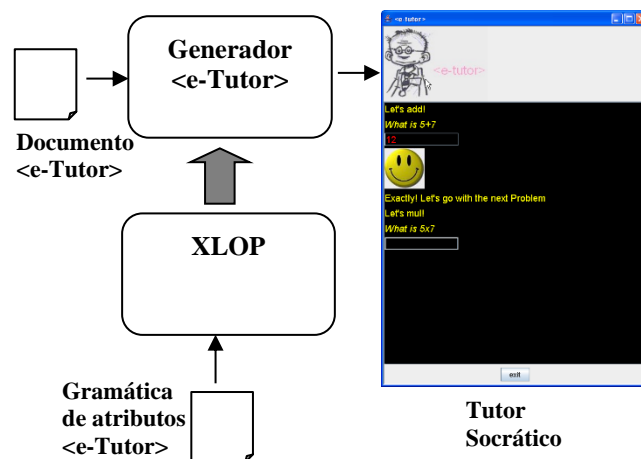 Generador
<e-Tutor>
Documento
<e-Tutor>
XLOP
Gramática
de atributos
<e-Tutor>
<e-tutor>
<e-tutor>
Let's add!
What is 5+7
12
Exactly! Let's go with the next Problem
Let's mul!
What is 5x7
exit
Tutor
Socrático